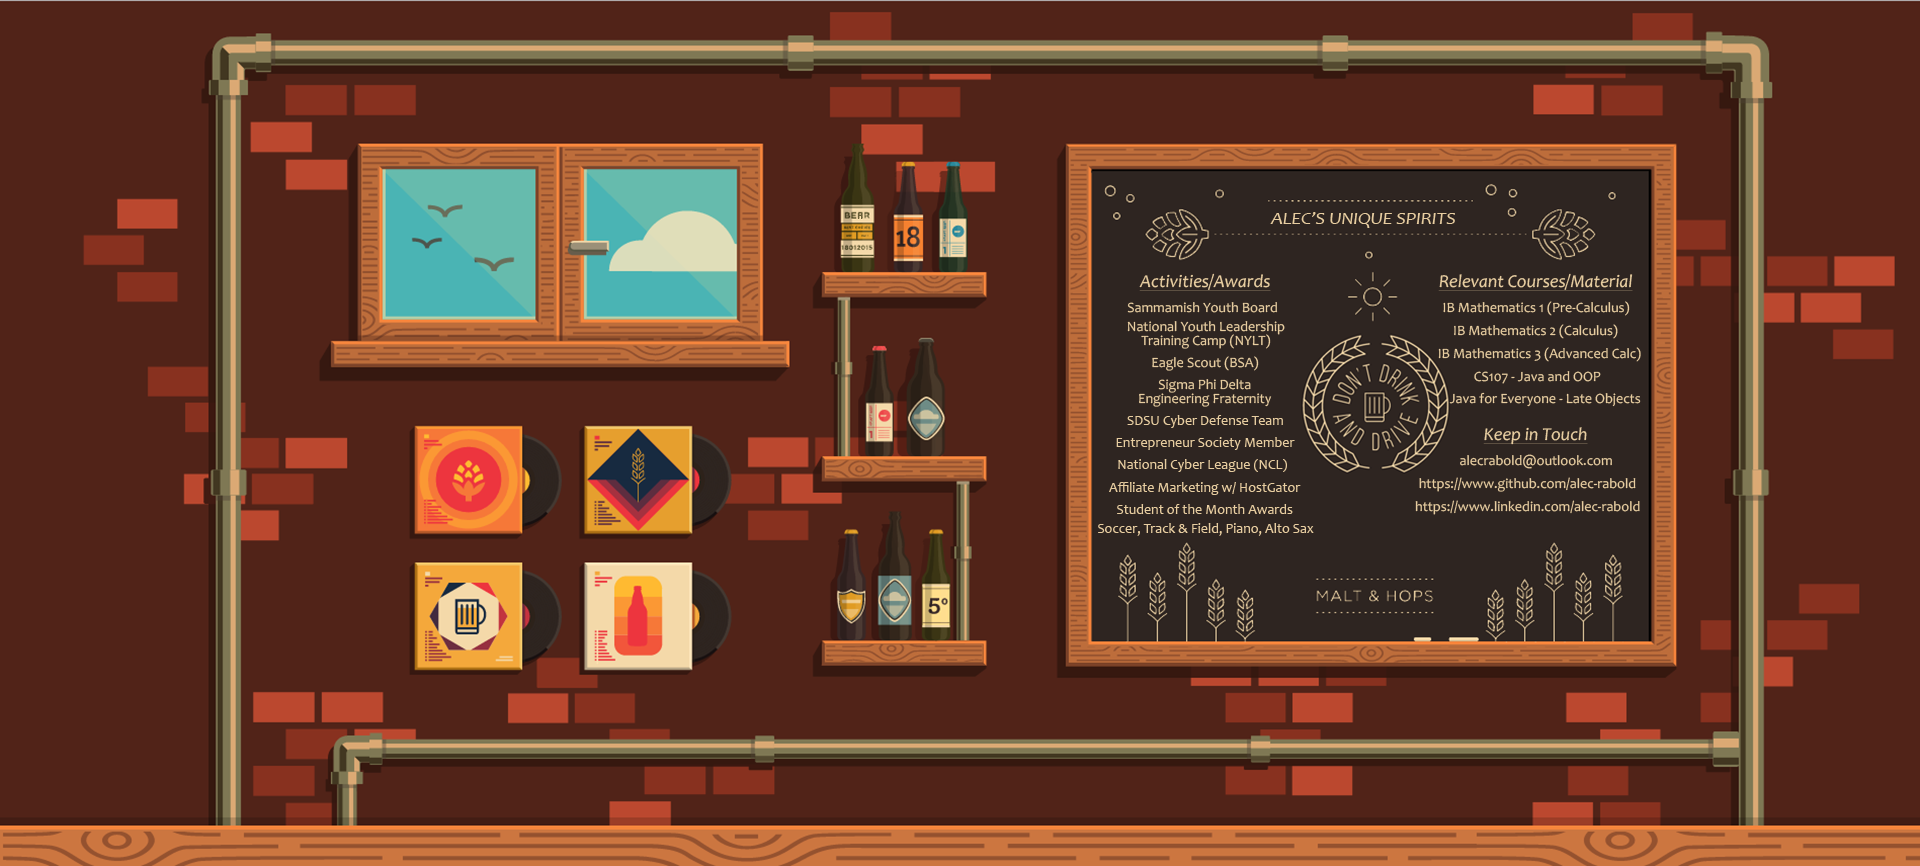 BEAR
18012015
18
5°
ALEC'S UNIQUE SPIRITS
Activities/Awards
Sammamish Youth Board
National Youth Leadership
Training Camp (NYLT)
Eagle Scout (BSA)
Sigma Phi Delta
Engineering Fraternity
SDSU Cyber Defense Team
Entrepreneur Society Member
National Cyber League (NCL)
Affiliate Marketing w/ HostGator
Student of the Month Awards
Soccer, Track & Field, Piano, Alto Sax
DON'T DRINK
AND DRIVE
Relevant Courses/Material
IB Mathematics 1 (Pre-Calculus)
IB Mathematics 2 (Calculus)
IB Mathematics 3 (Advanced Calc)
CS107 - Java and OOP
Java for Everyone - Late Objects
Keep in Touch
alecrabold@outlook.com
https://www.github.com/alec-rabold
https://www.linkedin.com/alec-rabold
MALT & HOPS